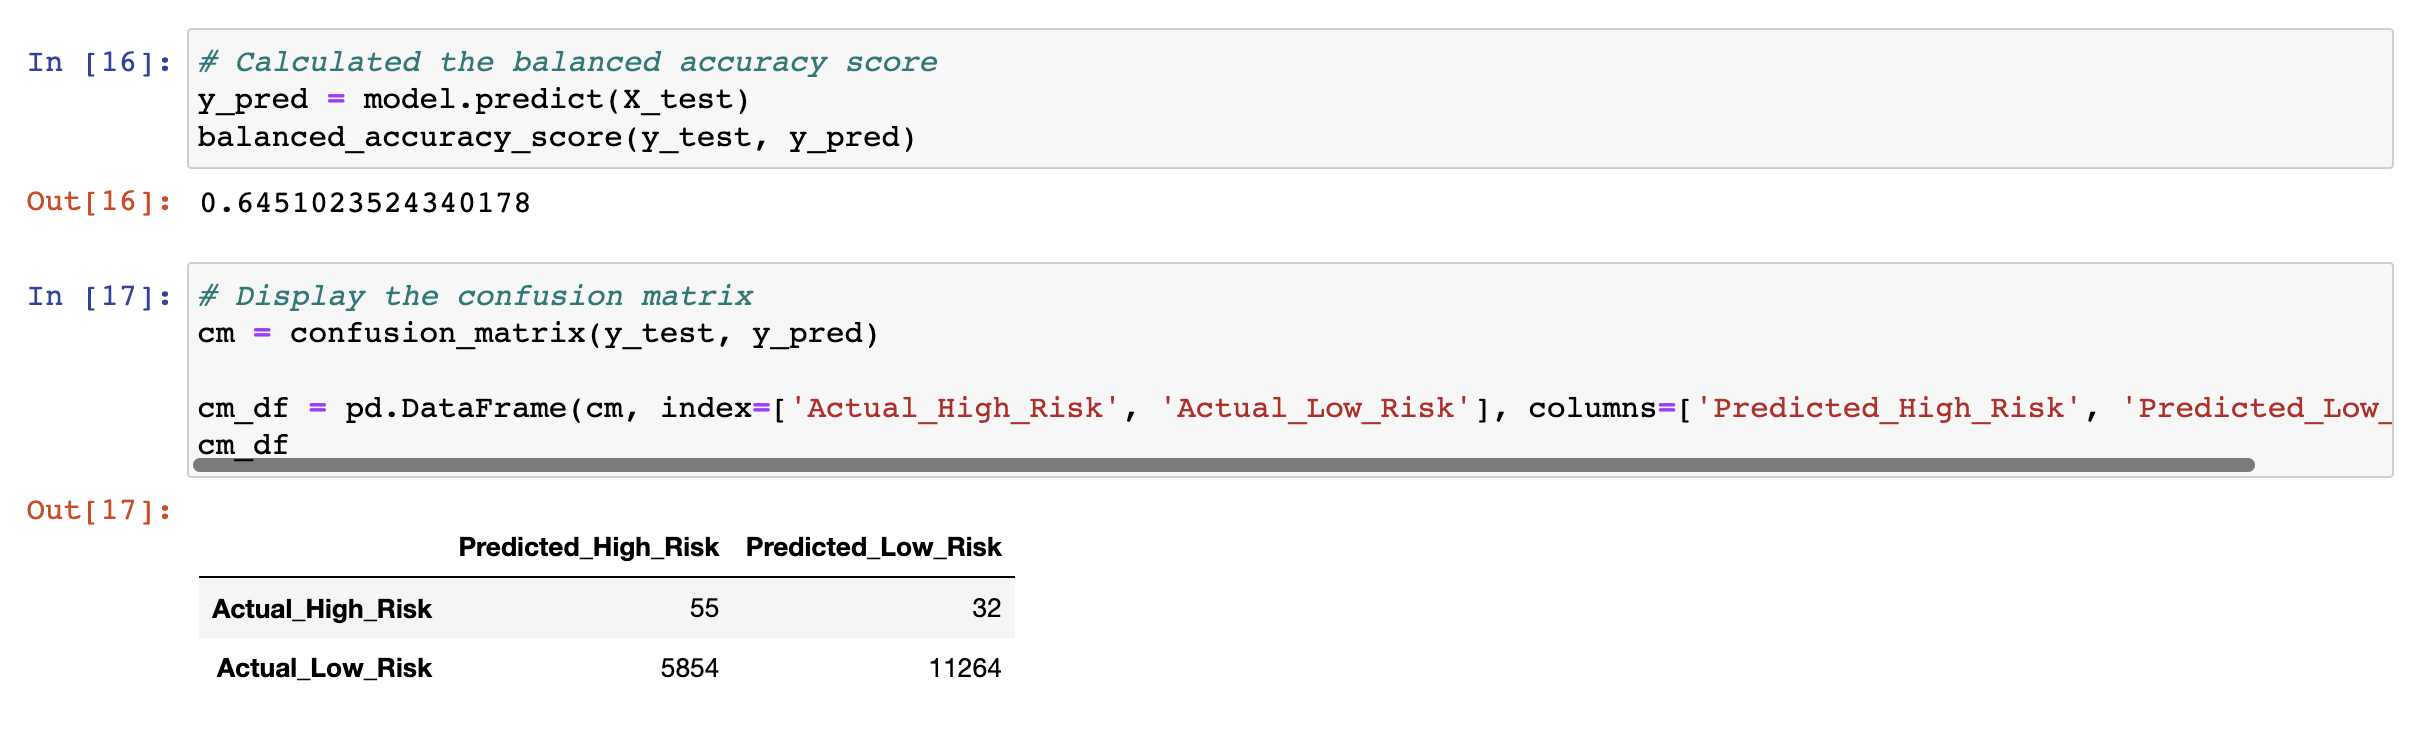 In [16]:
# Calculated the balanced accuracy score
y_pred = model.predict(X_test)
balanced_accuracy_score(y_test, y_pred)
Out[16]: 0.6451023524340178
In [17]:
# Display the confusion matrix
cm = confusion_matrix(y_test, y_pred)
cm_df = pd.DataFrame(cm, index=['Actual_High_Risk', 'Actual_Low_Risk'], columns=['Predicted_High_Risk', 'Predicted_Low_
cm_df
Out[17]:
Predicted_High_Risk Predicted_Low_Risk
Actual_High_Risk 55 32
Actual_Low_Risk 5854 11264